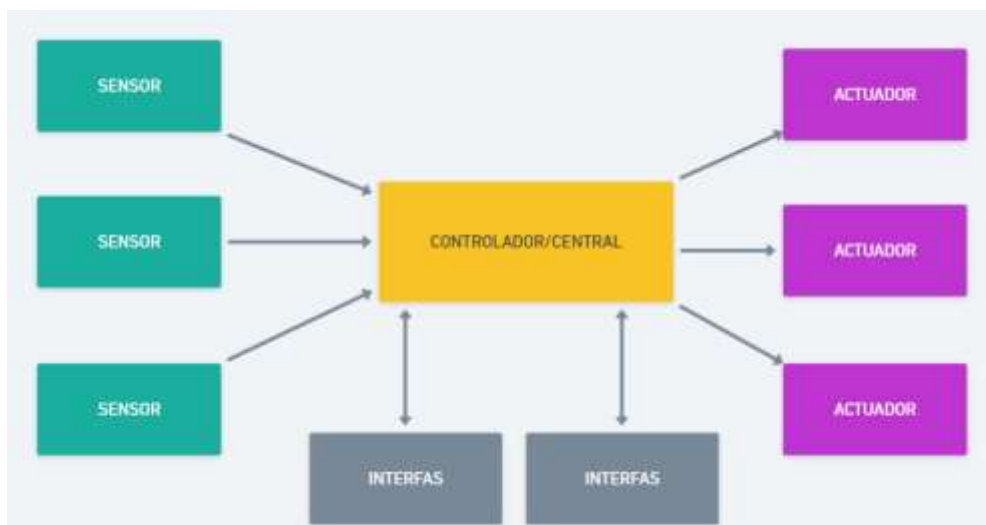 SENSOR
ACTUADOR
SENSOR
CONTROLADOR/CENTRAL
ACTUADOR
SENSOR
ACTUADOR
INTERFAS
INTERFAS